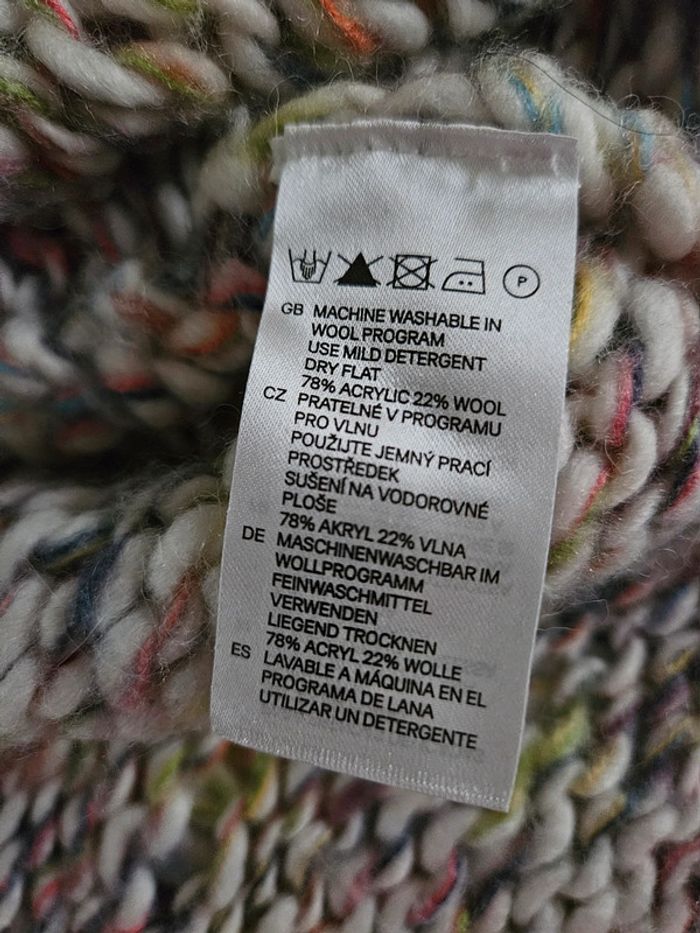 P
GB MACHINE WASHABLE IN
WOOL PROGRAM
USE MILD DETERGENT
DRY FLAT
78% ACRYLIC 22% WOOL
CZ PRATELNÉ V PROGRAMU
PRO VLNU
POUŽIJTE JEMNÝ PRACÍ
PROSTŘEDEK
SUŠENÍ NA VODOROVNÉ
PLOŠE
78% AKRYL 22% VLNA
DE MASCHINENWASCHBAR IM
WOLLPROGRAMM
FEINWASCHMITTEL
VERWENDEN
LIEGEND TROCKNEN
78% ACRYL 22% WOLLE
ES LAVABLE A MÁQUINA EN EL
PROGRAMA DE LANA
UTILIZAR UN DETERGENTE